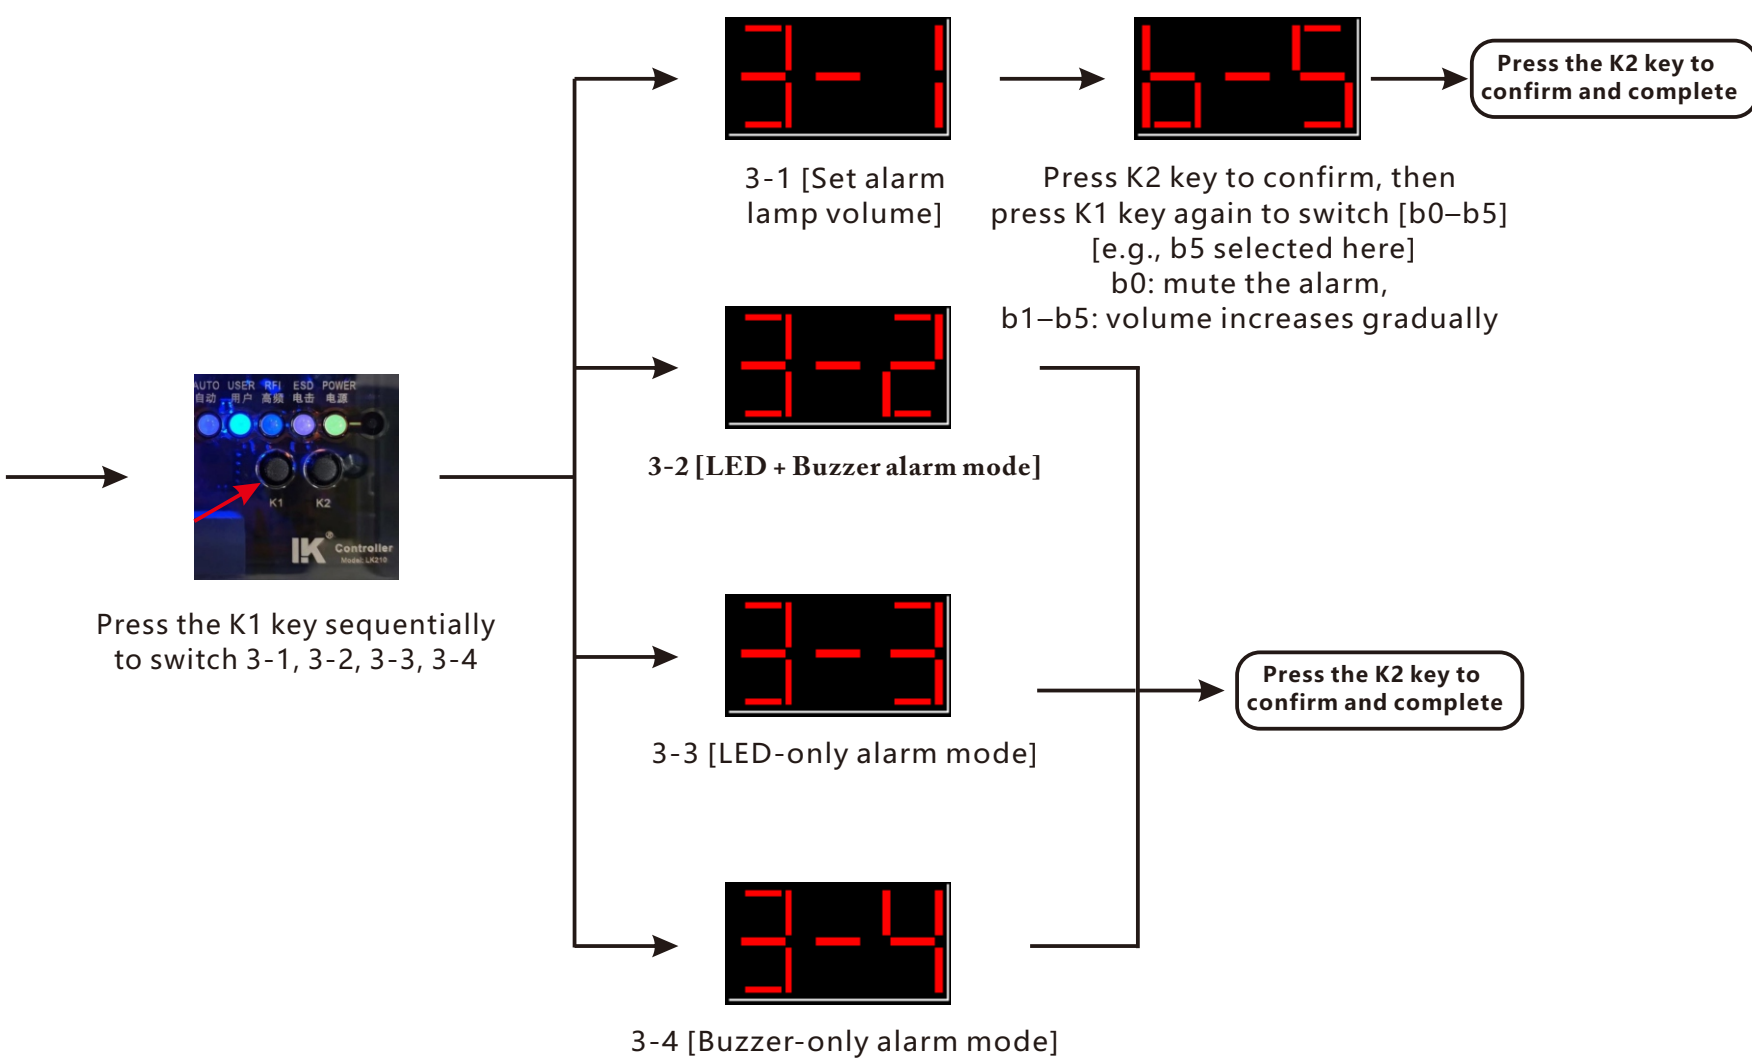 3-1
b-5
Press the K2 key to
confirm and complete
3-1 [Set alarm
lamp volume]
Press K2 key to confirm, then
press K1 key again to switch [b0–b5]
[e.g., b5 selected here]
b0: mute the alarm,
b1–b5: volume increases gradually
3-2
3-2 [LED + Buzzer alarm mode]
AUTO USER RFI ESD POWER
自动 用户 高频 电击 电源
K1 K2
LK® Controller
Model: LK210
Press the K1 key sequentially
to switch 3-1, 3-2, 3-3, 3-4
3-3
3-3 [LED-only alarm mode]
Press the K2 key to
confirm and complete
3-4
3-4 [Buzzer-only alarm mode]